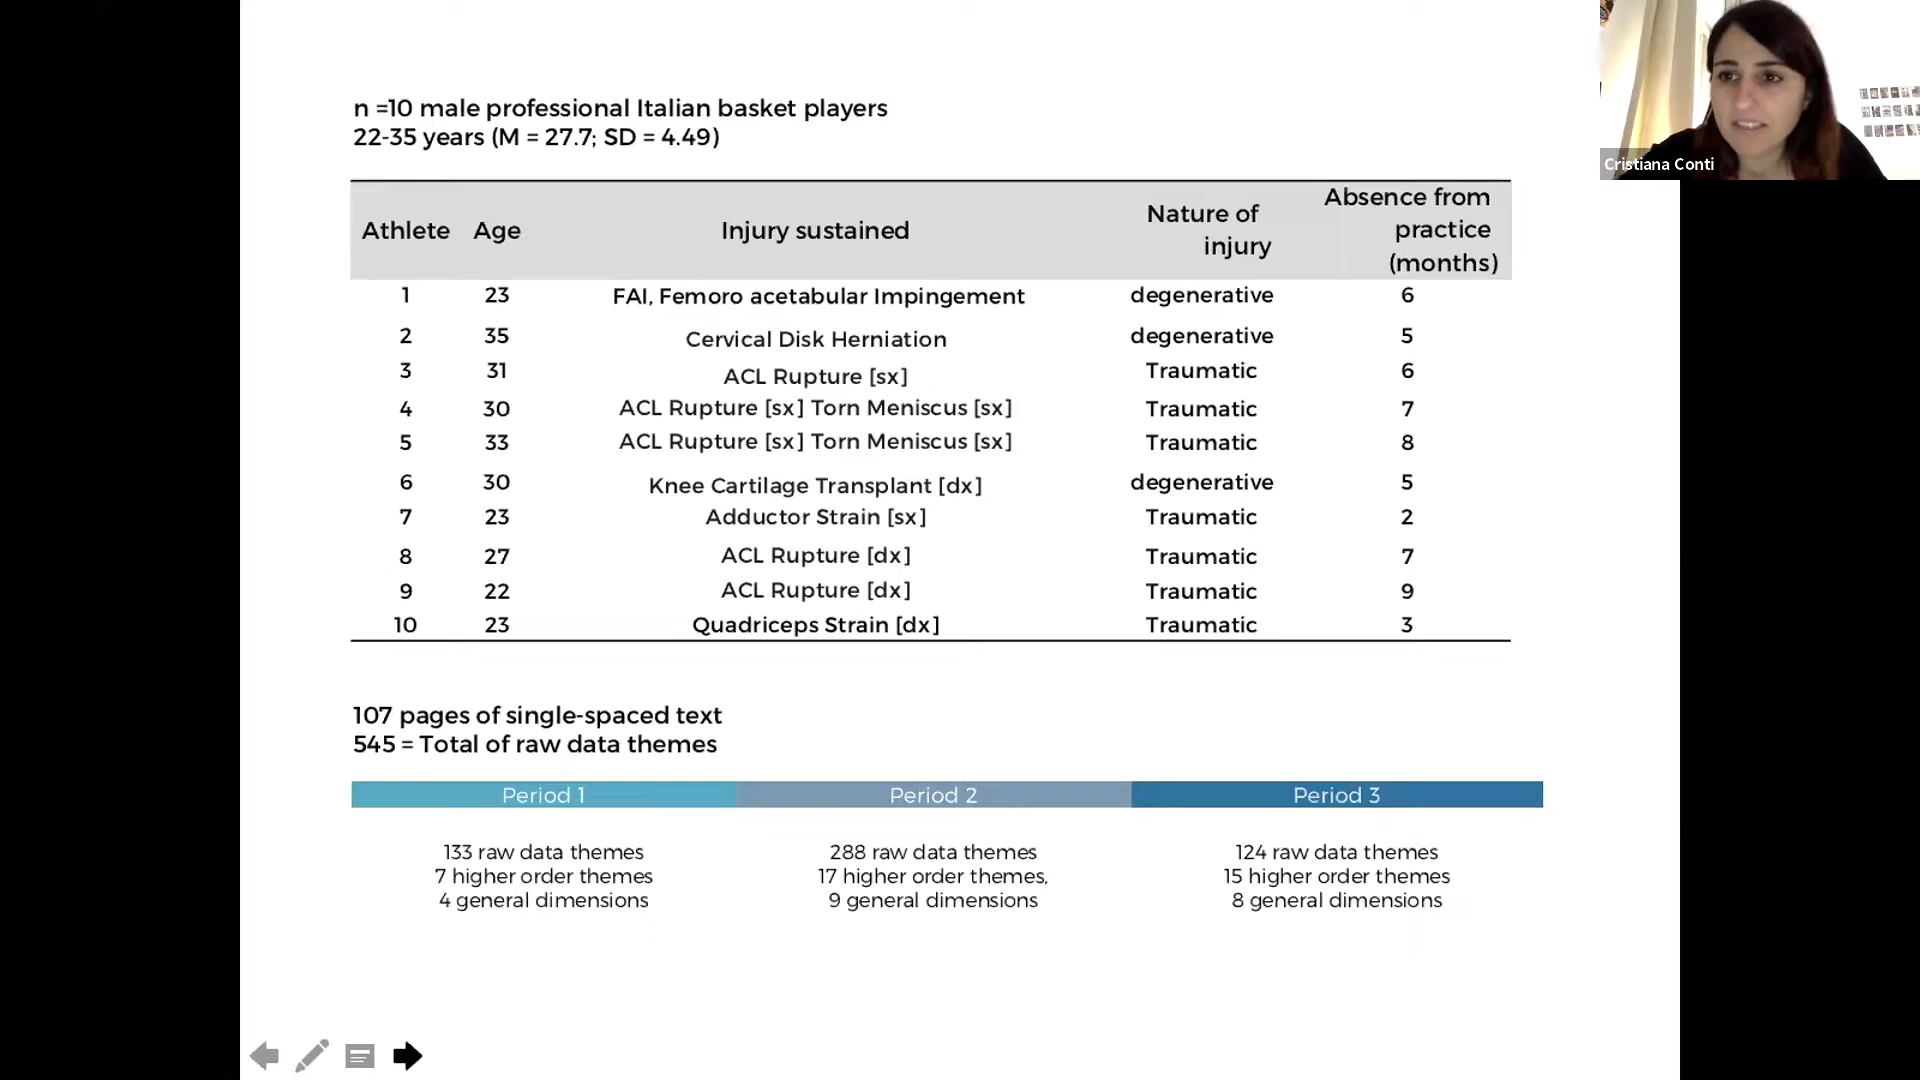 n =10 male professional Italian basket players
22-35 years (M = 27.7; SD = 4.49)
Cristiana Conti
Athlete Age Injury sustained Nature of injury Absence from practice (months)
1 23 FAI, Femoro acetabular Impingement degenerative 6
2 35 Cervical Disk Herniation degenerative 5
3 31 ACL Rupture [sx] Traumatic 6
4 30 ACL Rupture [sx] Torn Meniscus [sx] Traumatic 7
5 33 ACL Rupture [sx] Torn Meniscus [sx] Traumatic 8
6 30 Knee Cartilage Transplant [dx] degenerative 5
7 23 Adductor Strain [sx] Traumatic 2
8 27 ACL Rupture [dx] Traumatic 7
9 22 ACL Rupture [dx] Traumatic 9
10 23 Quadriceps Strain [dx] Traumatic 3
107 pages of single-spaced text
545 = Total of raw data themes
Period 1 Period 2 Period 3
133 raw data themes 288 raw data themes 124 raw data themes
7 higher order themes 17 higher order themes, 15 higher order themes
4 general dimensions 9 general dimensions 8 general dimensions